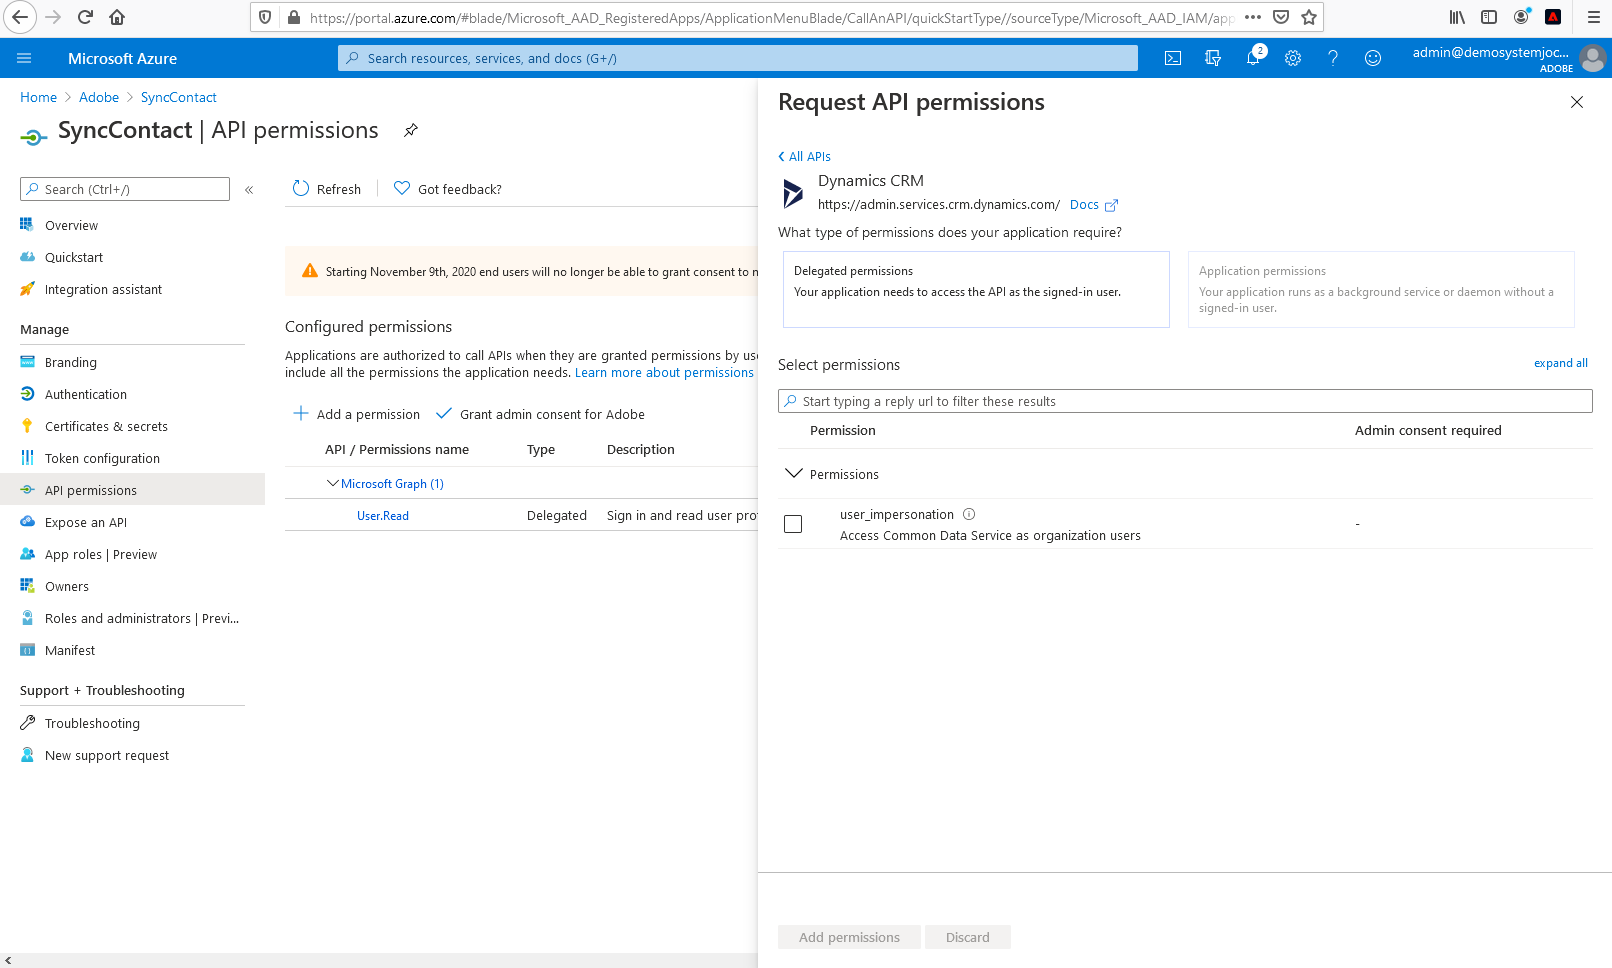 https://portal.azure.com/#blade/Microsoft_AAD_RegisteredApps/ApplicationMenuBlade/CallAnAPI/quickStartType//sourceType/Microsoft_AAD_IAM/app
Microsoft Azure
Search resources, services, and docs (G+/)
2
admin@demosystemjoc...
ADOBE
Home > Adobe > SyncContact
SyncContact | API permissions
Search (Ctrl+/)
«
Overview
Quickstart
Integration assistant
Manage
Branding
Authentication
Certificates & secrets
Token configuration
API permissions
Expose an API
App roles | Preview
Owners
Roles and administrators | Previ...
Manifest
Support + Troubleshooting
Troubleshooting
New support request
Refresh
Got feedback?
Starting November 9th, 2020 end users will no longer be able to grant consent to n
Configured permissions
Applications are authorized to call APIs when they are granted permissions by use
include all the permissions the application needs. Learn more about permissions
Add a permission
Grant admin consent for Adobe
API / Permissions name Type Description
Microsoft Graph (1)
User.Read Delegated Sign in and read user pro
Request API permissions
All APIs
Dynamics CRM
https://admin.services.crm.dynamics.com/ Docs
What type of permissions does your application require?
Delegated permissions
Your application needs to access the API as the signed-in user.
Application permissions
Your application runs as a background service or daemon without a
signed-in user.
Select permissions
expand all
Start typing a reply url to filter these results
Permission Admin consent required
Permissions
user_impersonation
Access Common Data Service as organization users
-
Add permissions
Discard